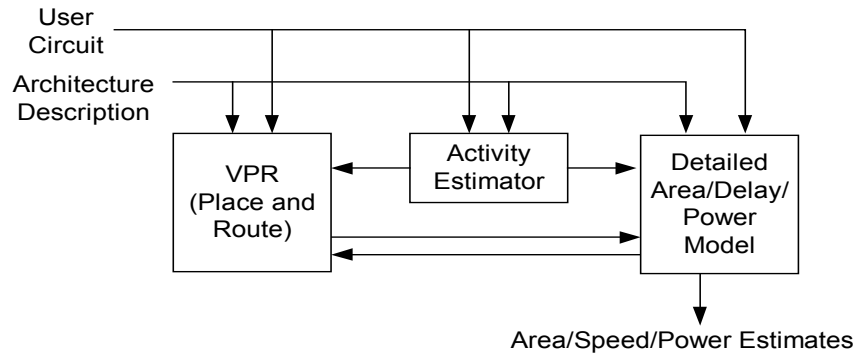 User
Circuit
Architecture
Description
VPR
(Place and
Route)
Activity
Estimator
Detailed
Area/Delay/
Power
Model
Area/Speed/Power Estimates